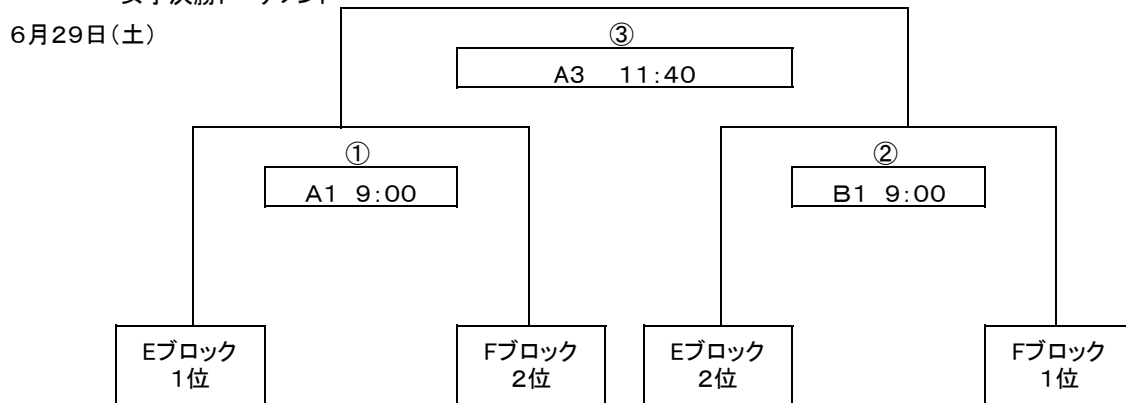 6月29日(土)
③
A3 11:40
①
A1 9:00
②
B1 9:00
Eブロック
1位
Fブロック
2位
Eブロック
2位
Fブロック
1位